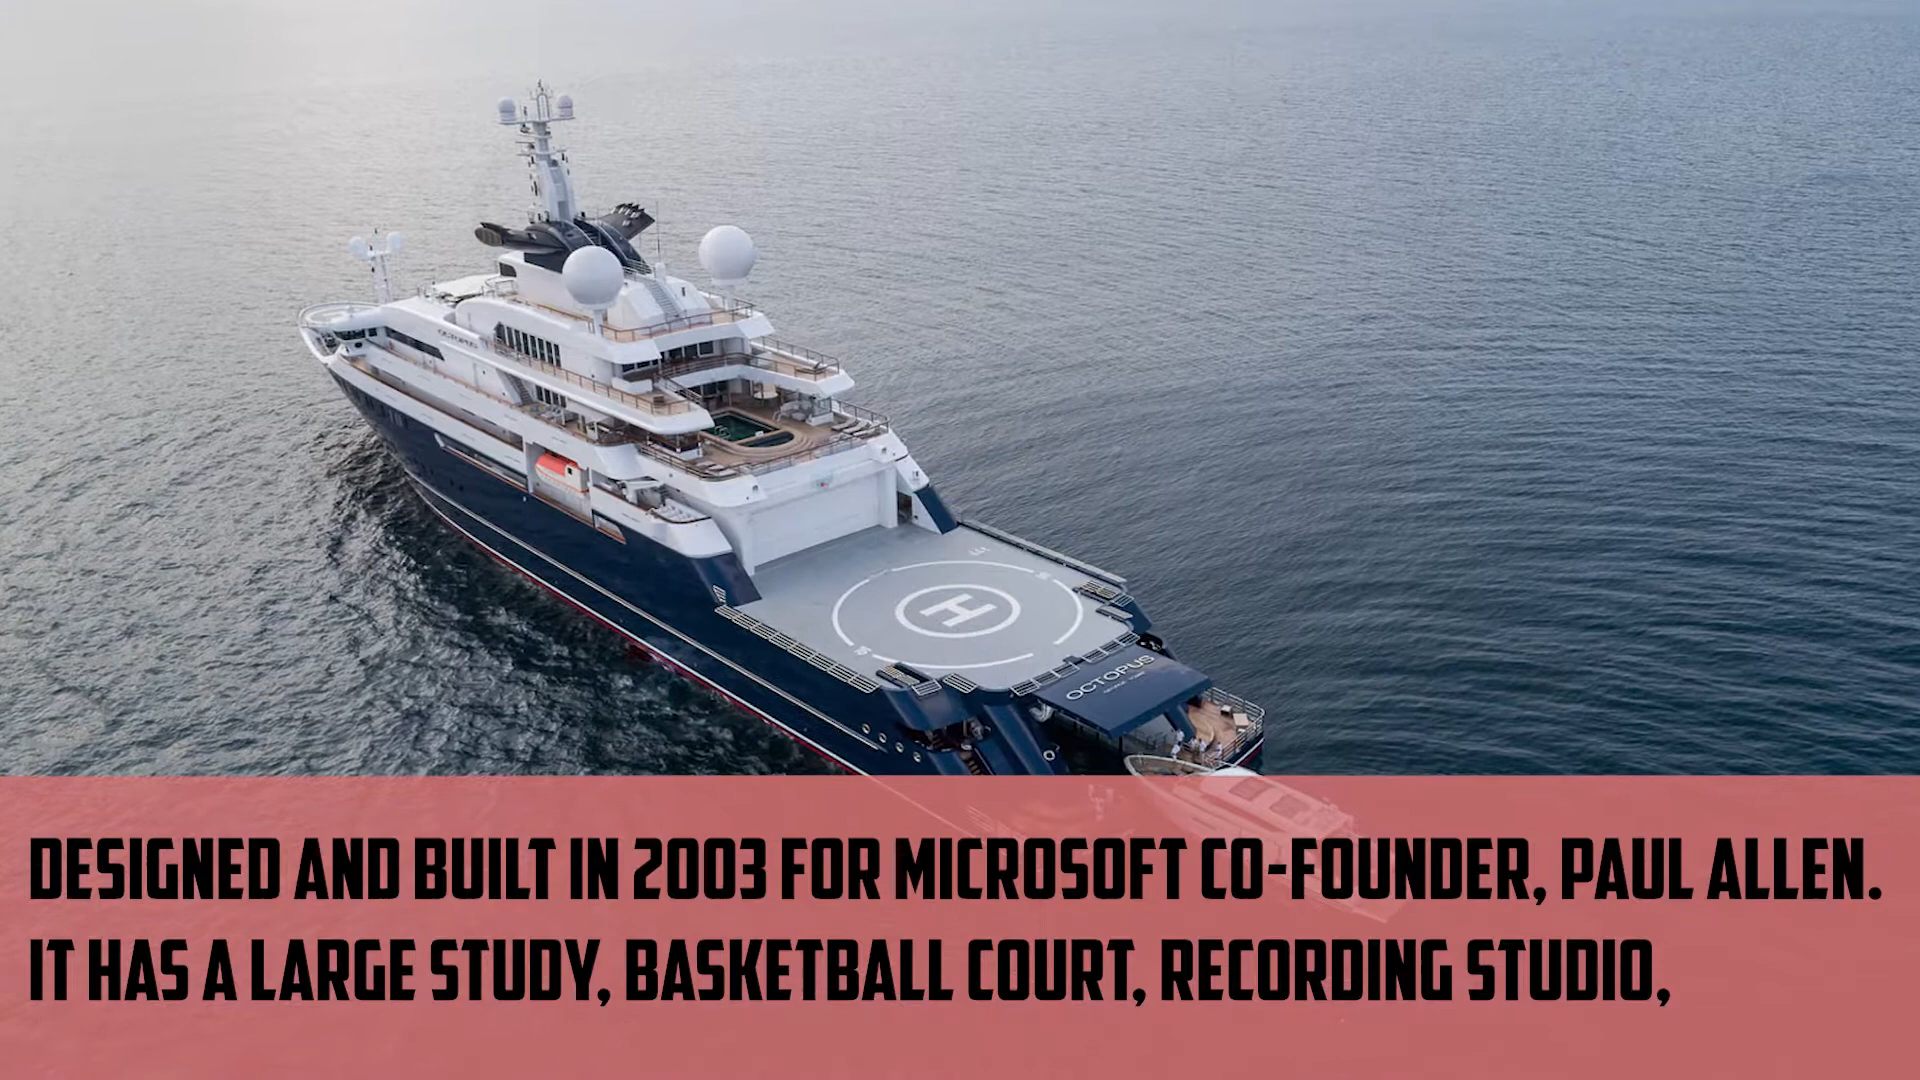 OCTOPUS
H
OCTOPUS
DESIGNED AND BUILT IN 2003 FOR MICROSOFT CO-FOUNDER, PAUL ALLEN.
IT HAS A LARGE STUDY, BASKETBALL COURT, RECORDING STUDIO,